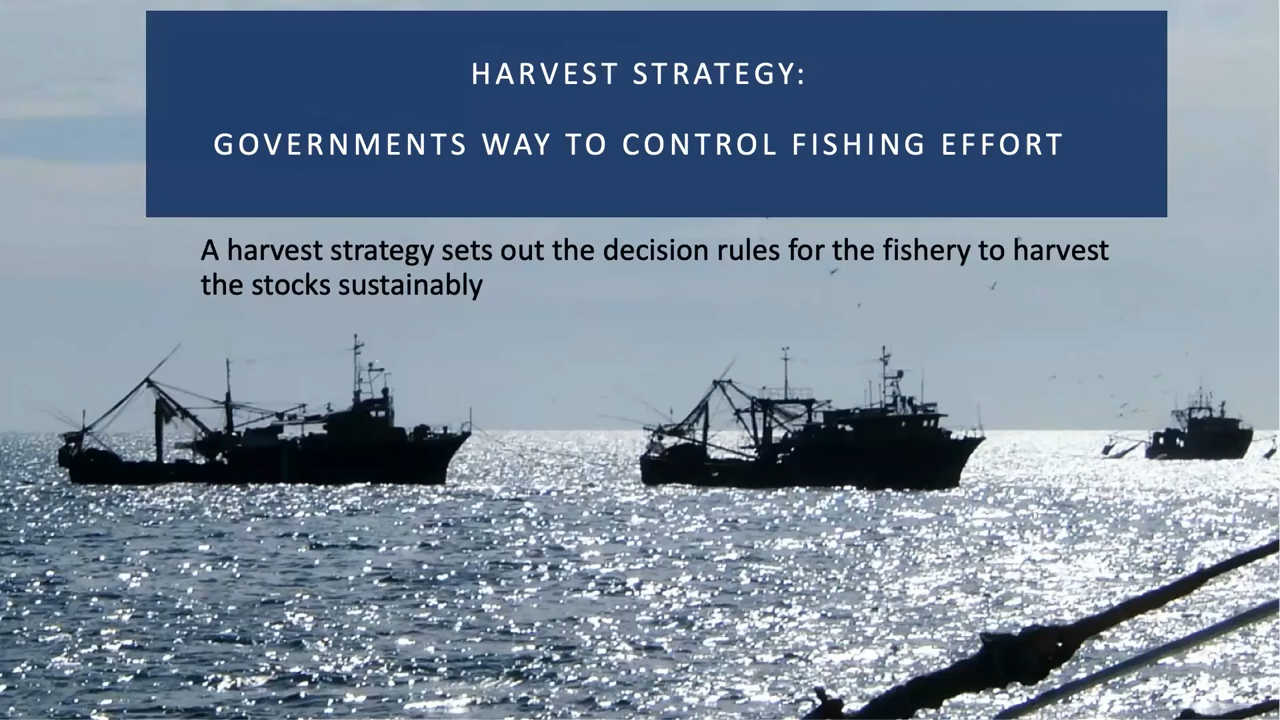 HARVEST STRATEGY:
GOVERNMENTS WAY TO CONTROL FISHING EFFORT
A harvest strategy sets out the decision rules for the fishery to harvest
the stocks sustainably